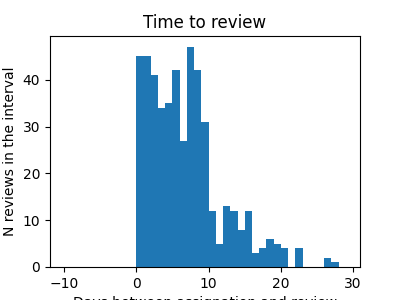 Time to review
N reviews in the interval
40
30
20
10
0
−10 0 10 20 30
Days between assignation and review